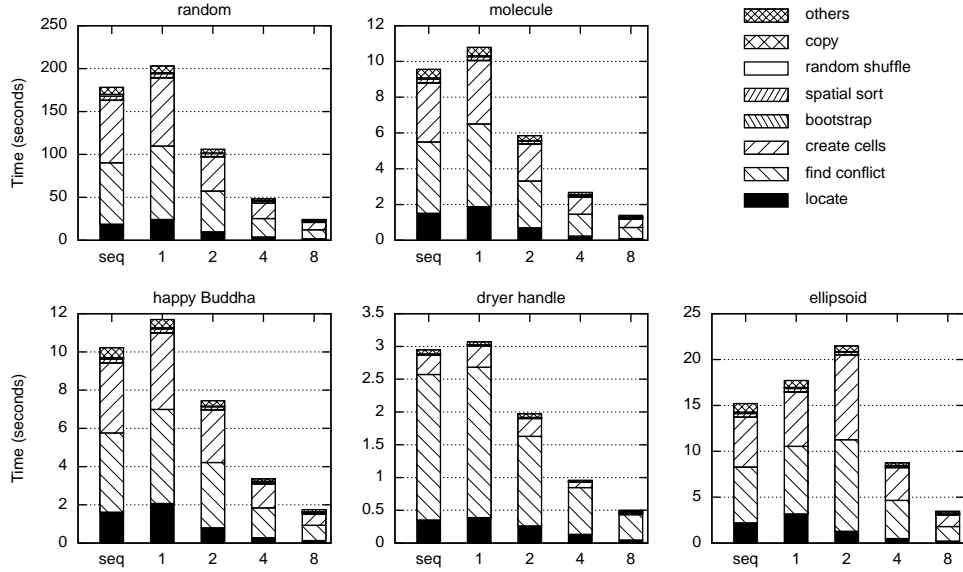 random
250
200
150
100
50
0
Time (seconds)
seq 1 2 4 8
molecule
12
10
8
6
4
2
0
seq 1 2 4 8
others
copy
random shuffle
spatial sort
bootstrap
create cells
find conflict
locate
happy Buddha
12
10
8
6
4
2
0
Time (seconds)
seq 1 2 4 8
dryer handle
3.5
3
2.5
2
1.5
1
0.5
0
seq 1 2 4 8
ellipsoid
25
20
15
10
5
0
seq 1 2 4 8